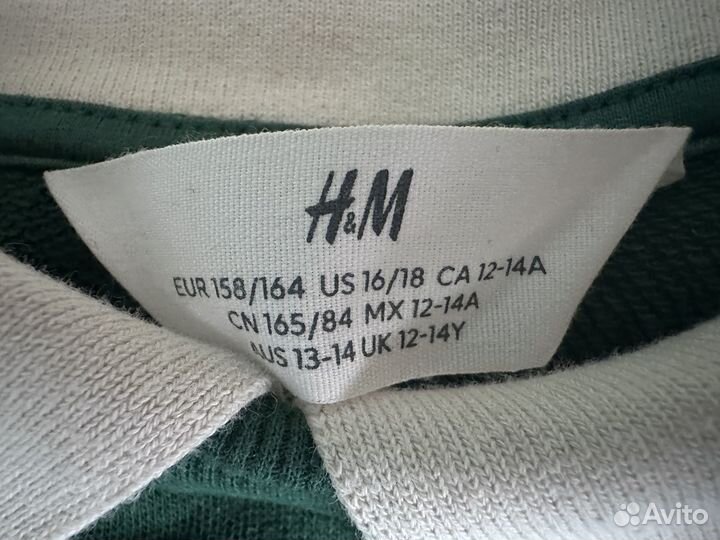 H&M
EUR 158/164 US 16/18 CA 12-14A
CN 165/84 MX 12-14A
AUS 13-14 UK 12-14Y
Avito